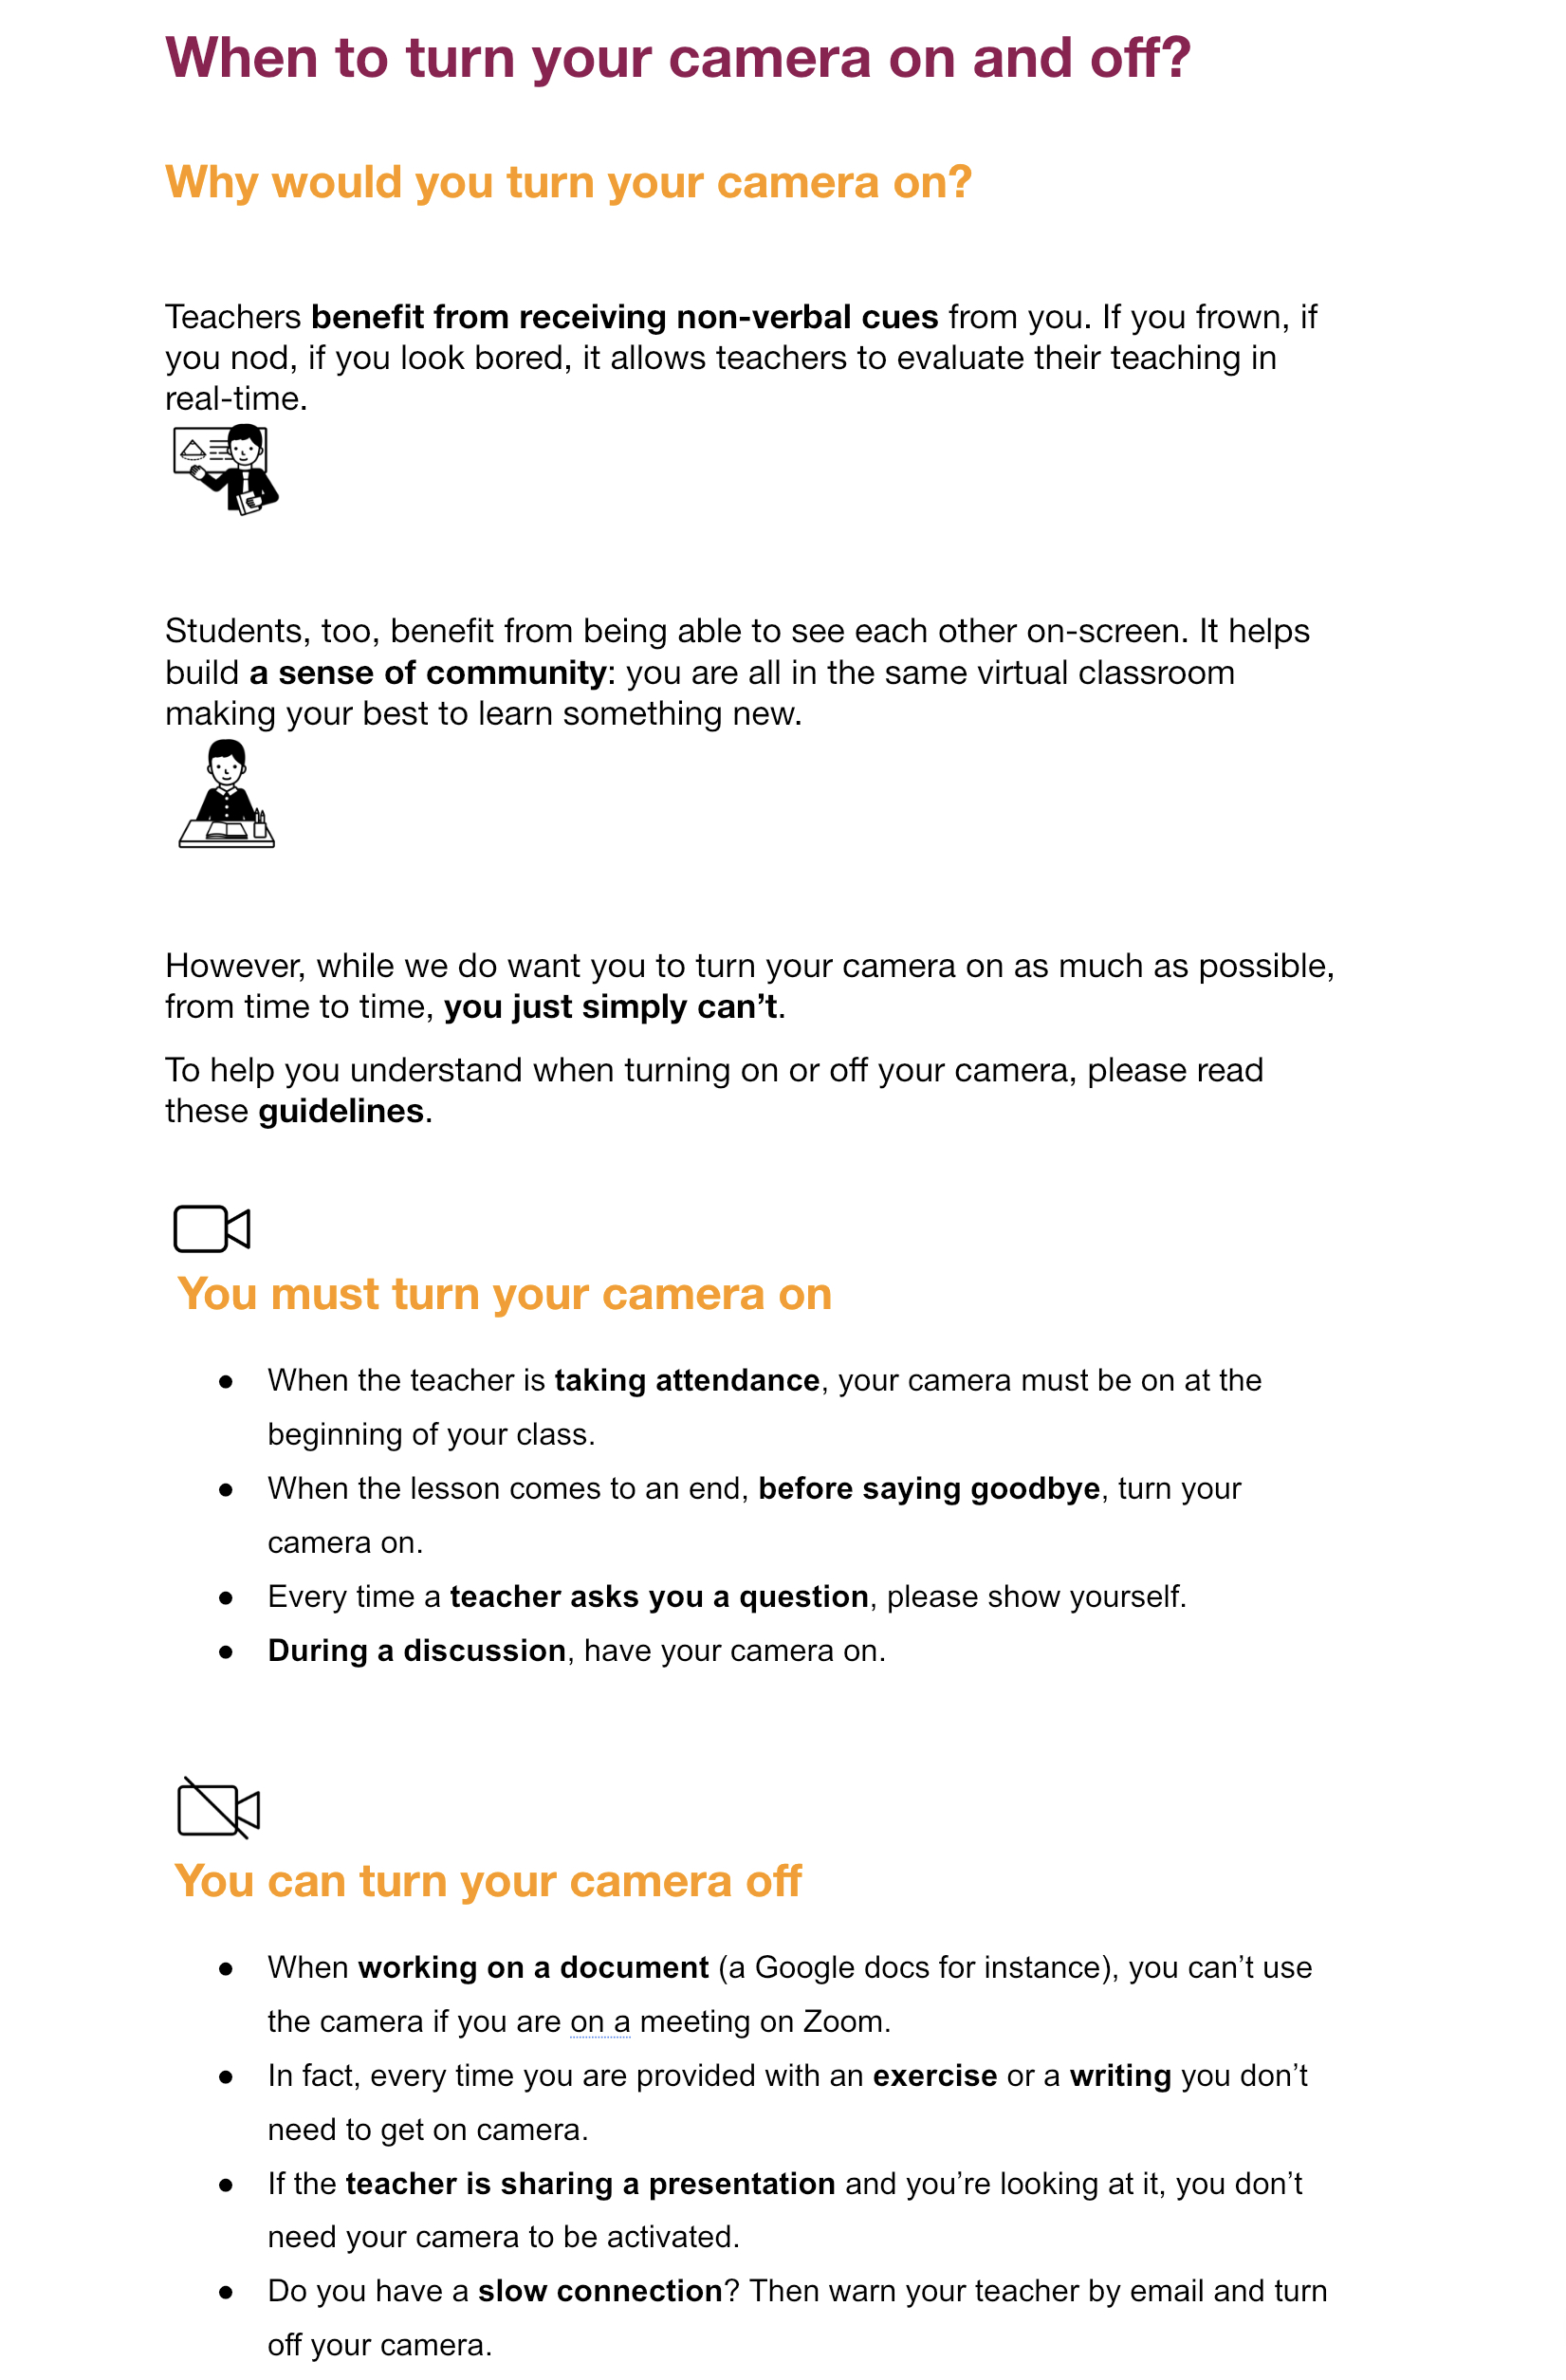 When to turn your camera on and off?
Why would you turn your camera on?
Teachers benefit from receiving non-verbal cues from you. If you frown, if
you nod, if you look bored, it allows teachers to evaluate their teaching in
real-time.
Students, too, benefit from being able to see each other on-screen. It helps
build a sense of community: you are all in the same virtual classroom
making your best to learn something new.
However, while we do want you to turn your camera on as much as possible,
from time to time, you just simply can’t.
To help you understand when turning on or off your camera, please read
these guidelines.
You must turn your camera on
● When the teacher is taking attendance, your camera must be on at the
beginning of your class.
● When the lesson comes to an end, before saying goodbye, turn your
camera on.
● Every time a teacher asks you a question, please show yourself.
● During a discussion, have your camera on.
You can turn your camera off
● When working on a document (a Google docs for instance), you can’t use
the camera if you are on a meeting on Zoom.
● In fact, every time you are provided with an exercise or a writing you don’t
need to get on camera.
● If the teacher is sharing a presentation and you’re looking at it, you don’t
need your camera to be activated.
● Do you have a slow connection? Then warn your teacher by email and turn
off your camera.